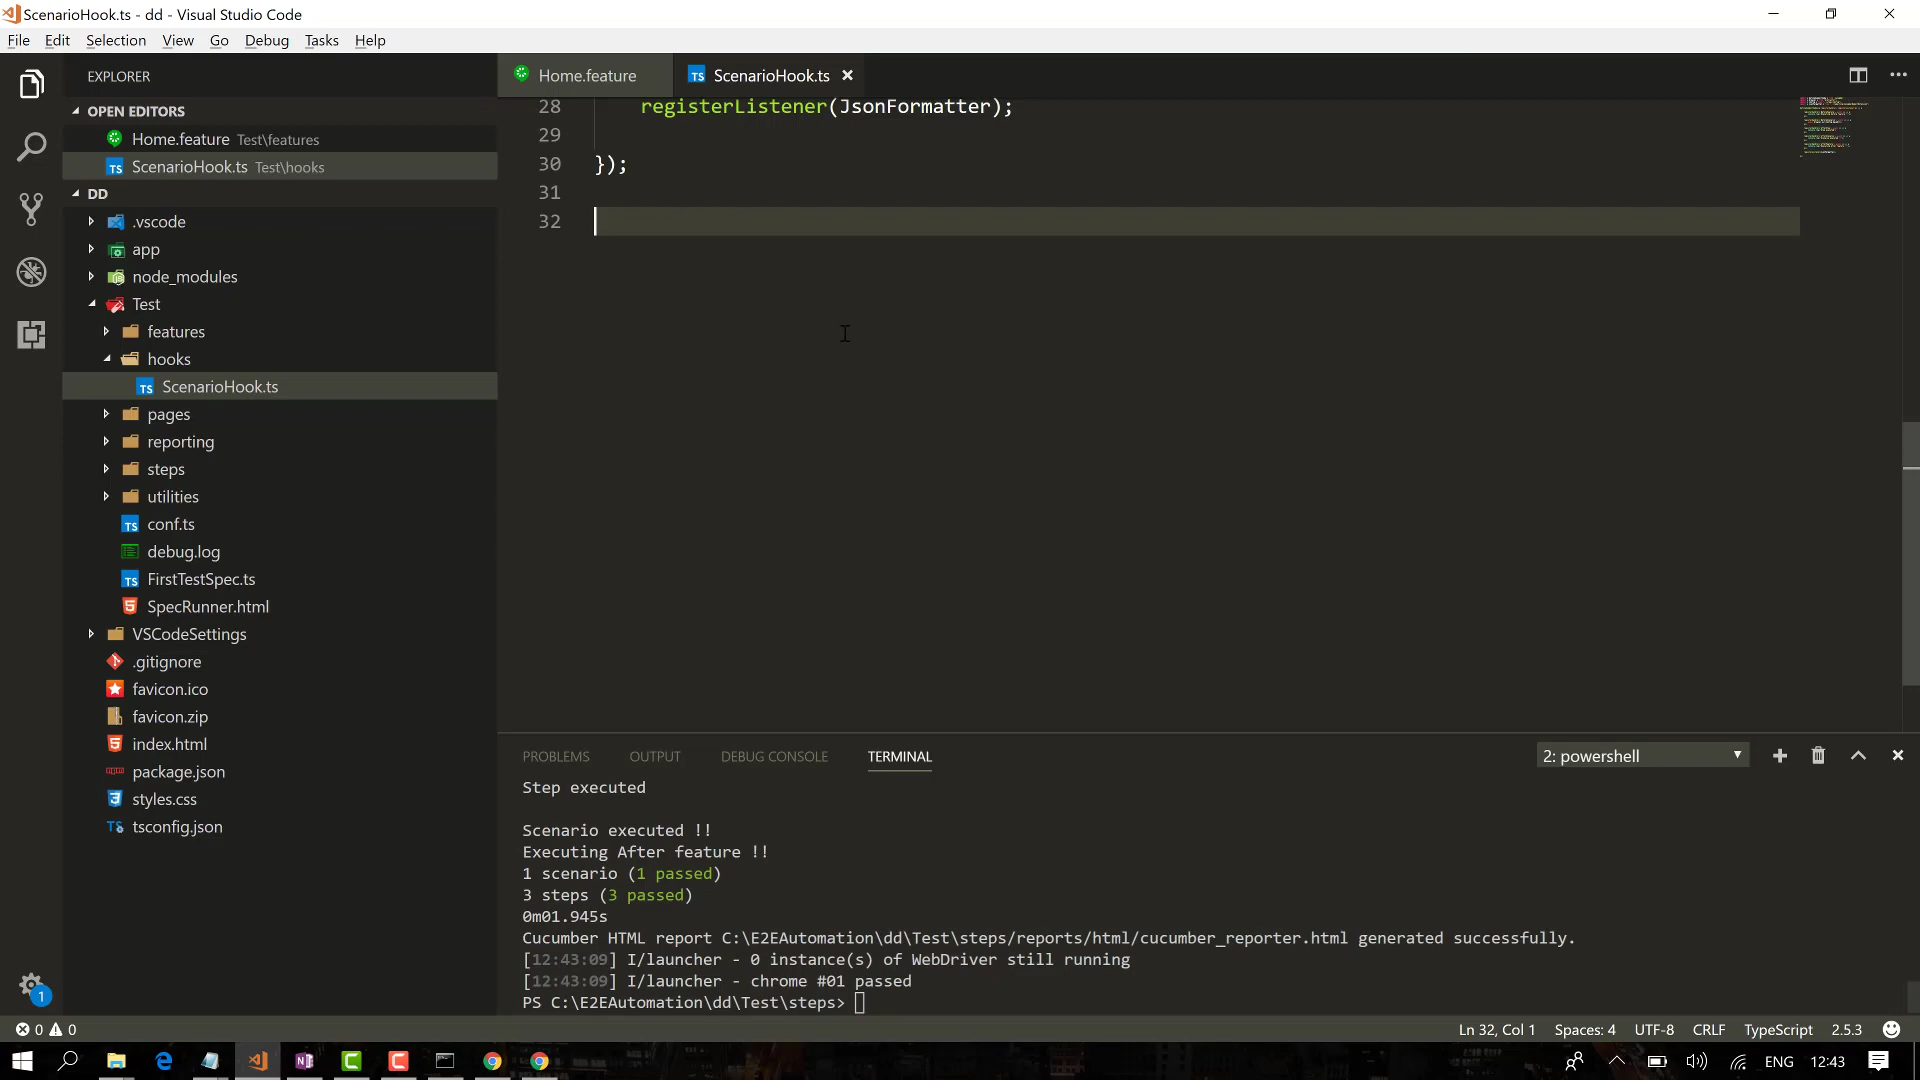 ScenarioHook.ts - dd - Visual Studio Code
File Edit Selection View Go Debug Tasks Help
EXPLORER
OPEN EDITORS
Home.feature Test\features
ScenarioHook.ts Test\hooks
DD
.vscode
app
node_modules
Test
features
hooks
ScenarioHook.ts
pages
reporting
steps
utilities
conf.ts
debug.log
FirstTestSpec.ts
SpecRunner.html
VSCodeSettings
.gitignore
favicon.ico
favicon.zip
index.html
package.json
styles.css
tsconfig.json
1
Home.feature ScenarioHook.ts
28 registerListener(JsonFormatter);
29
30 });
31
32
PROBLEMS OUTPUT DEBUG CONSOLE TERMINAL 2: powershell
Step executed
Scenario executed !!
Executing After feature !!
1 scenario (1 passed)
3 steps (3 passed)
0m01.945s
Cucumber HTML report C:\E2EAutomation\dd\Test\steps/reports/html/cucumber_reporter.html generated successfully.
[12:43:09] I/launcher - 0 instance(s) of WebDriver still running
[12:43:09] I/launcher - chrome #01 passed
PS C:\E2EAutomation\dd\Test\steps>
0 0 Ln 32, Col 1 Spaces: 4 UTF-8 CRLF TypeScript 2.5.3
ENG 12:43